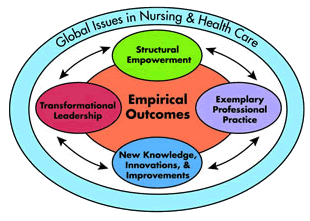 Global Issues in Nursing & Health Care
Structural
Empowerment
Transformational
Leadership
Empirical
Outcomes
Exemplary
Professional
Practice
New Knowledge,
Innovations, &
Improvements